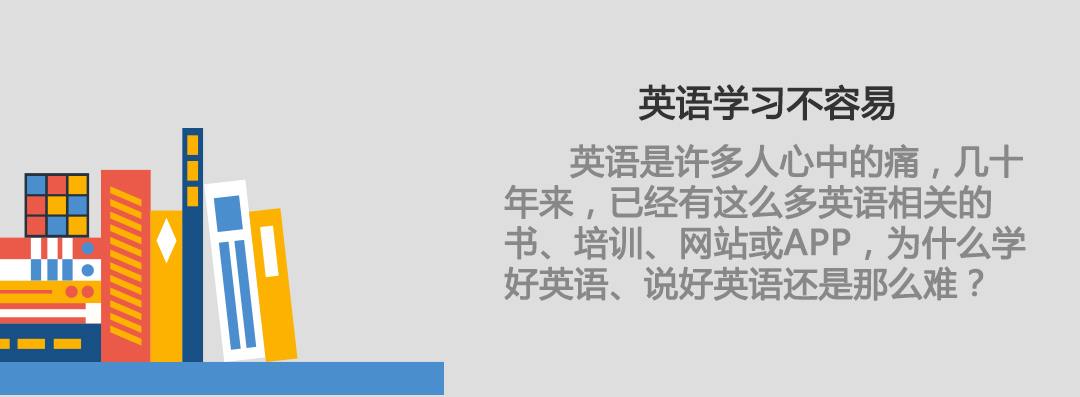 英语学习不容易
英语是许多人心中的痛，几十
年来，已经有这么多英语相关的
书、培训、网站或APP，为什么学
好英语、说好英语还是那么难？